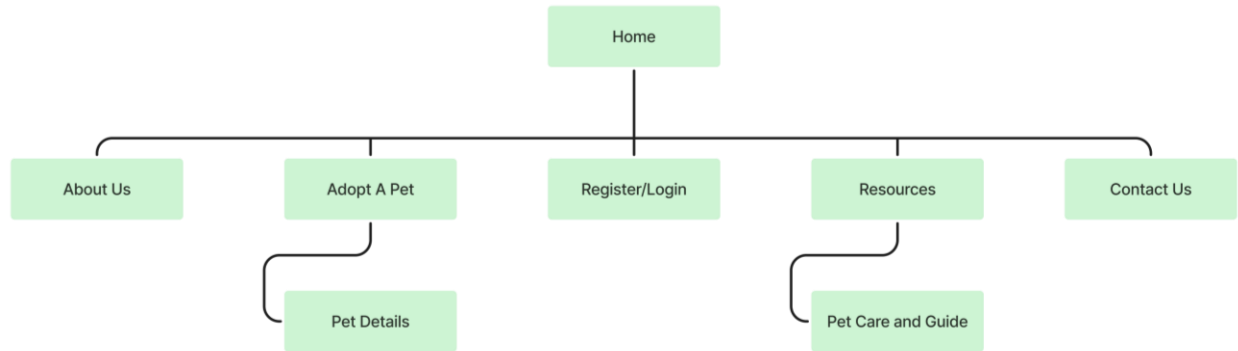 Home
About Us
Adopt A Pet
Register/Login
Resources
Contact Us
Pet Details
Pet Care and Guide